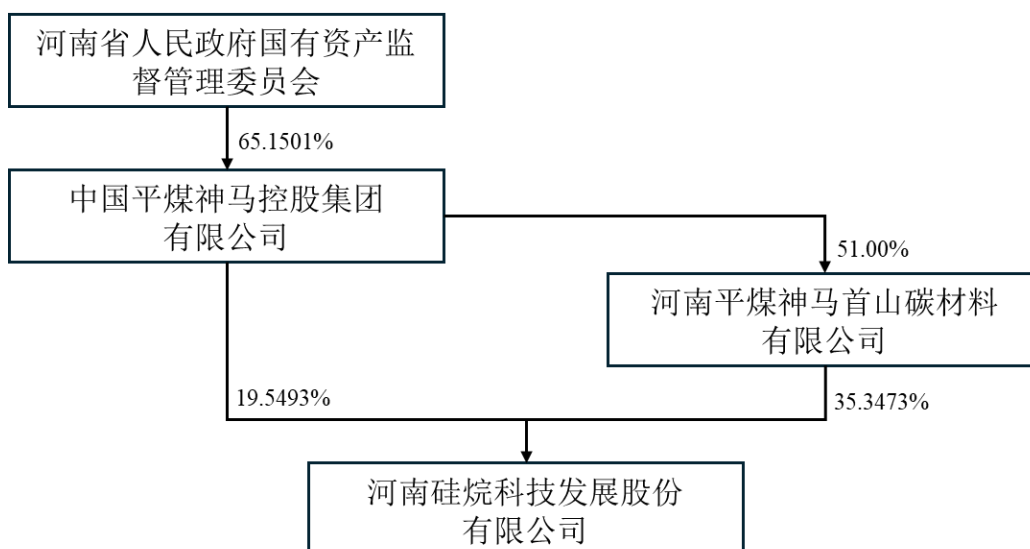 河南省人民政府国有资产监
督管理委员会
65.1501%
中国平煤神马控股集团
有限公司
51.00%
河南平煤神马首山碳材料
有限公司
19.5493%
35.3473%
河南硅烷科技发展股份
有限公司